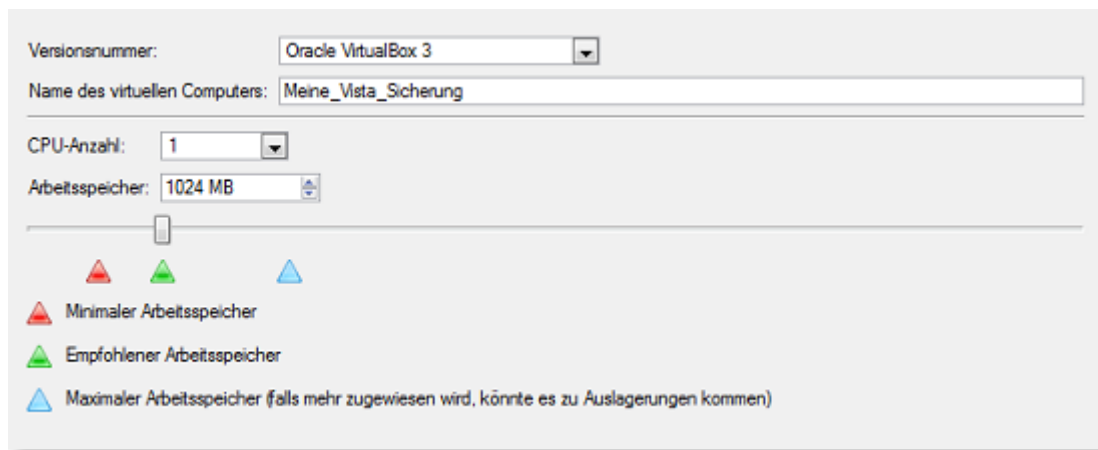 Versionsnummer: Oracle VirtualBox 3
Name des virtuellen Computers: Meine_Vista_Sicherung
CPU-Anzahl: 1
Arbeitsspeicher: 1024 MB
Minimaler Arbeitsspeicher
Empfohlener Arbeitsspeicher
Maximaler Arbeitsspeicher (falls mehr zugewiesen wird, könnte es zu Auslagerungen kommen)